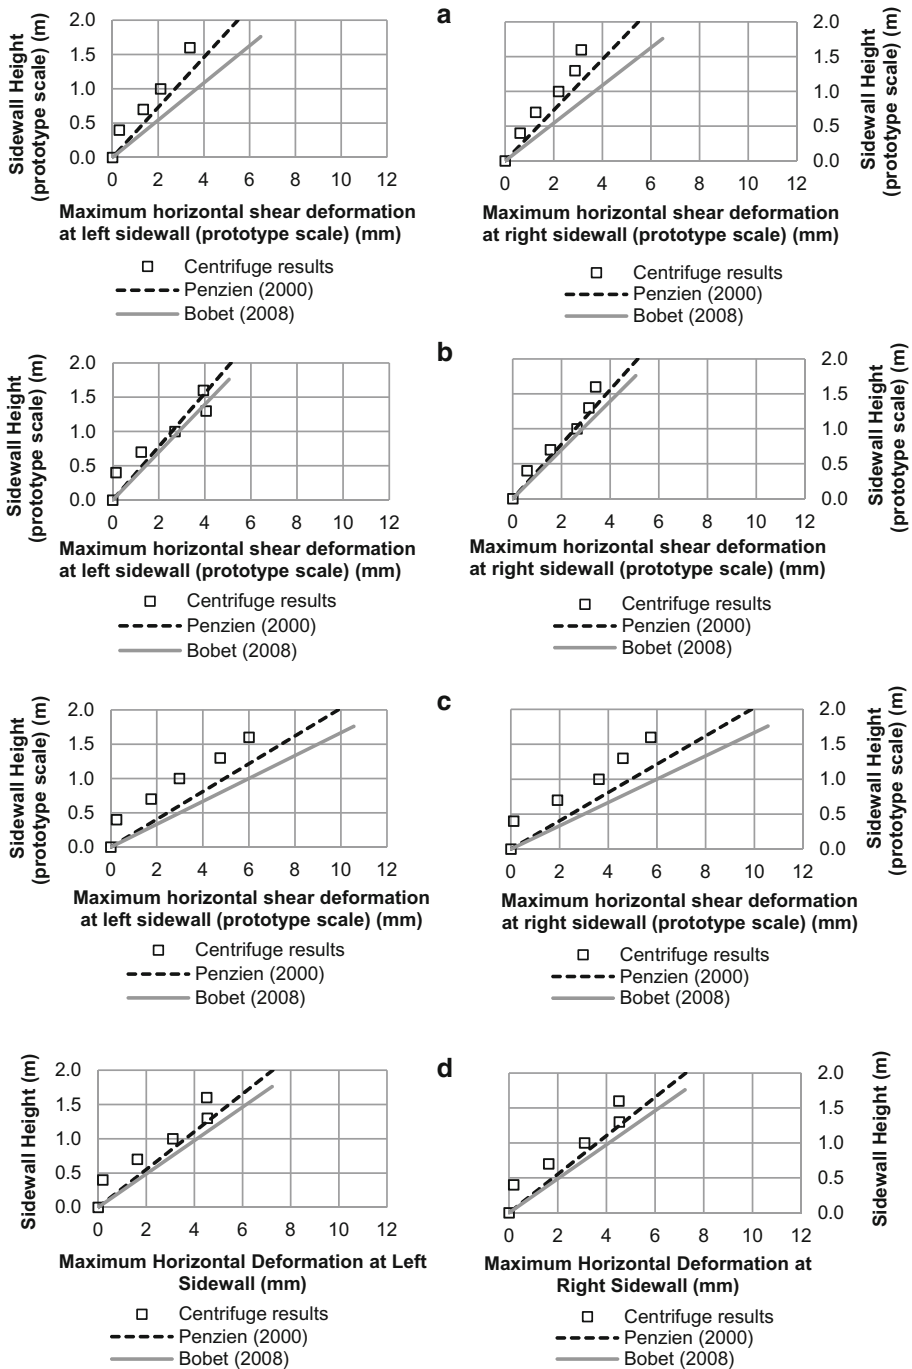 a
Sidewall Height
(prototype scale) (m)
2.0
1.5
1.0
0.5
0.0
0 2 4 6 8 10 12
Maximum horizontal shear deformation
at left sidewall (prototype scale) (mm)
Centrifuge results
Penzien (2000)
Bobet (2008)
2.0
1.5
1.0
0.5
0.0
Sidewall Height
(prototype scale) (m)
0 2 4 6 8 10 12
Maximum horizontal shear deformation
at right sidewall (prototype scale) (mm)
Centrifuge results
Penzien (2000)
Bobet (2008)
b
Sidewall Height
(prototype scale) (m)
2.0
1.5
1.0
0.5
0.0
0 2 4 6 8 10 12
Maximum horizontal shear deformation
at left sidewall (prototype scale) (mm)
Centrifuge results
Penzien (2000)
Bobet (2008)
2.0
1.5
1.0
0.5
0.0
Sidewall Height
(prototype scale) (m)
0 2 4 6 8 10 12
Maximum horizontal shear deformation
at right sidewall (prototype scale) (mm)
Centrifuge results
Penzien (2000)
Bobet (2008)
c
Sidewall Height
(prototype scale) (m)
2.0
1.5
1.0
0.5
0.0
0 2 4 6 8 10 12
Maximum horizontal shear deformation
at left sidewall (prototype scale) (mm)
Centrifuge results
Penzien (2000)
Bobet (2008)
2.0
1.5
1.0
0.5
0.0
Sidewall Height
(prototype scale) (m)
0 2 4 6 8 10 12
Maximum horizontal shear deformation
at right sidewall (prototype scale) (mm)
Centrifuge results
Penzien (2000)
Bobet (2008)
d
Sidewall Height (m)
2.0
1.5
1.0
0.5
0.0
0 2 4 6 8 10 12
Maximum Horizontal Deformation at Left
Sidewall (mm)
Centrifuge results
Penzien (2000)
Bobet (2008)
2.0
1.5
1.0
0.5
0.0
Sidewall Height (m)
0 2 4 6 8 10 12
Maximum Horizontal Deformation at
Right Sidewall (mm)
Centrifuge results
Penzien (2000)
Bobet (2008)